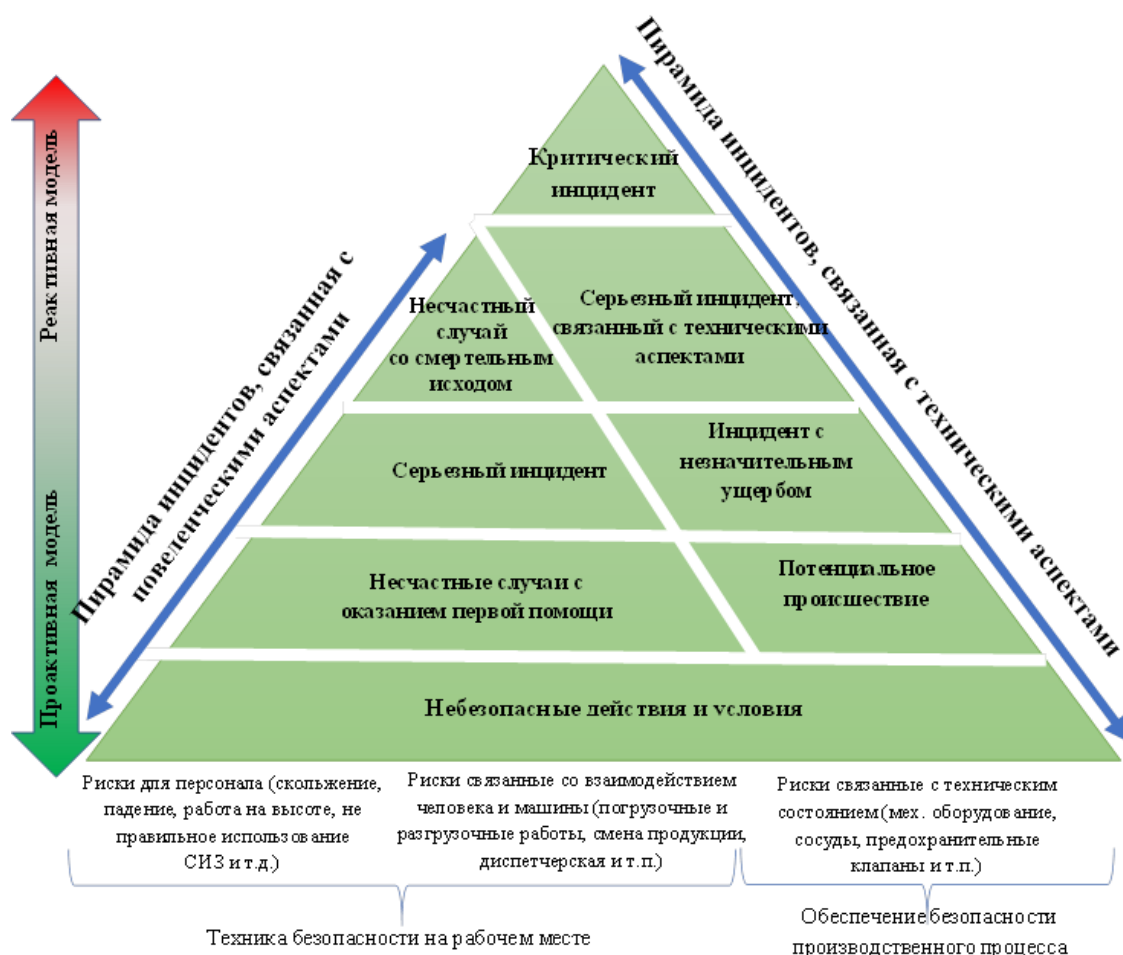 Реактивная модель
Проактивная модель
Пирамида инцидентов, связанная с
повеленческими аспектами
Пирамида инцидентов, связанная с техническими аспектами
Критический
инцидент
Несчастный
случай
со смертельным
исходом
Серьезный инцидент,
связанный с техническими
аспектами
Серьезный инцидент
Инцидент с
незначительным
ущербом
Несчастные случаи с
оказанием первой помощи
Потенциальное
происшествие
Небезопасные действия и условия
Риски для персонала (скольжение,
падение, работа на высоте, не
правильное использование
СИЗ и т.д.)
Риски связанные со взаимодействием
человека и машины (погрузочные и
разгрузочные работы, смена продукции,
диспетчерская и т.п.)
Риски связанные с техническим
состоянием (мех. оборудование,
сосуды, предохранительные
клапаны и т.п.)
Техника безопасности на рабочем месте
Обеспечение безопасности
производственного процесса